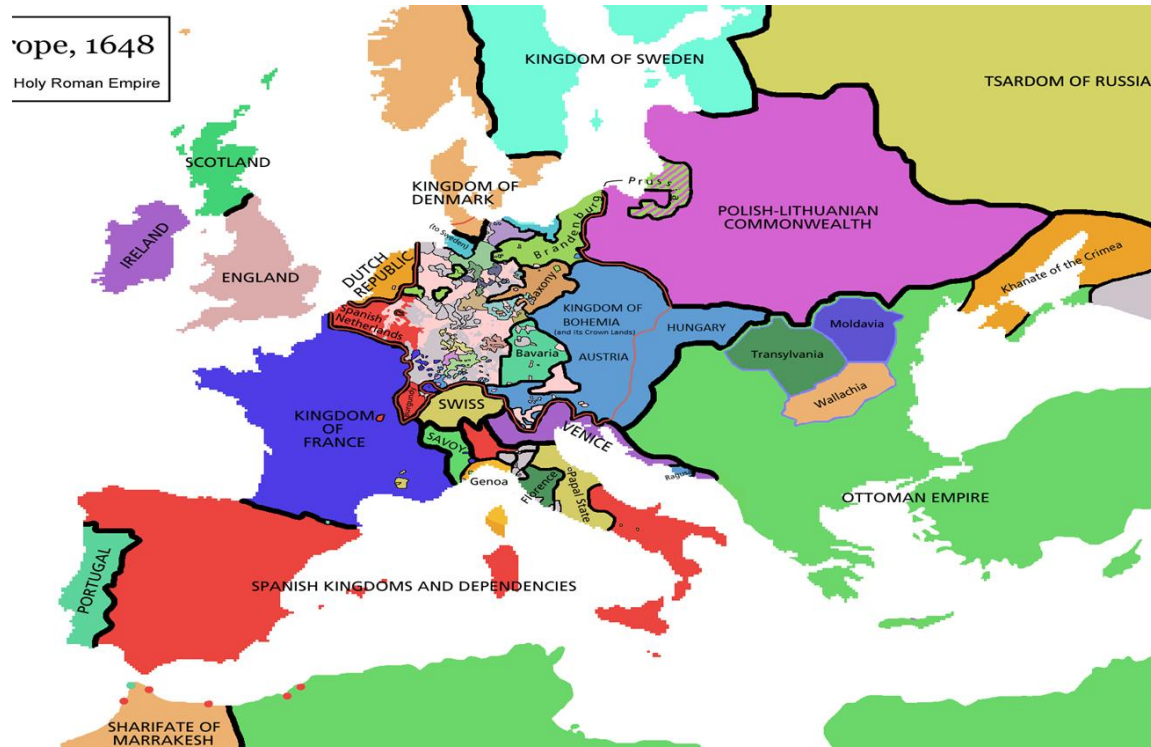 rope, 1648
Holy Roman Empire
KINGDOM OF SWEDEN
TSARDOM OF RUSSIA
SCOTLAND
KINGDOM OF
DENMARK
Pruss
IRELAND
ENGLAND
DUTCH
REPUBLIC
(to Sweden)
Brandenburg
POLISH-LITHUANIAN
COMMONWEALTH
Khanate of the Crimea
Spanish
Netherlands
Saxony
KINGDOM OF
BOHEMIA
(and its Crown Lands)
HUNGARY
AUSTRIA
Bavaria
Moldavia
Transylvania
Wallachia
KINGDOM
OF
FRANCE
SWISS
SAVOY
VENICE
Genoa
Florence
Papal State
Ragus
OTTOMAN EMPIRE
PORTUGAL
SPANISH KINGDOMS AND DEPENDENCIES
SHARIFATE OF
MARRAKESH